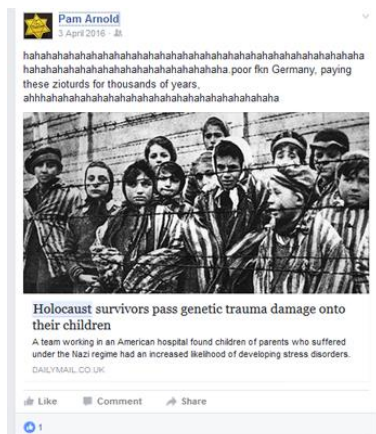 Pam Arnold
3 April 2016
hahahahahahahahahahahahahahahahahahahahahahahahahahahahaha
hahahahahahahahahahahahahahahahahaha.poor fkn Germany, paying
these zioturds for thousands of years,
ahhhahahahahahahahahahahahahahahahahahahaha
Holocaust survivors pass genetic trauma damage onto
their children
A team working in an American hospital found children of parents who suffered
under the Nazi regime had an increased likelihood of developing stress disorders.
DAILYMAIL.CO.UK
Like Comment Share
1